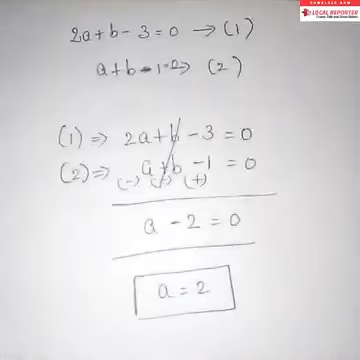 LOCAL REPORTER
2a+b-3=0 → (1)
a+b-1=0 → (2)
(1) ⇒ 2a+b-3=0
(2) ⇒ a+b-1=0
(-) (-) (+)
a-2=0
a=2